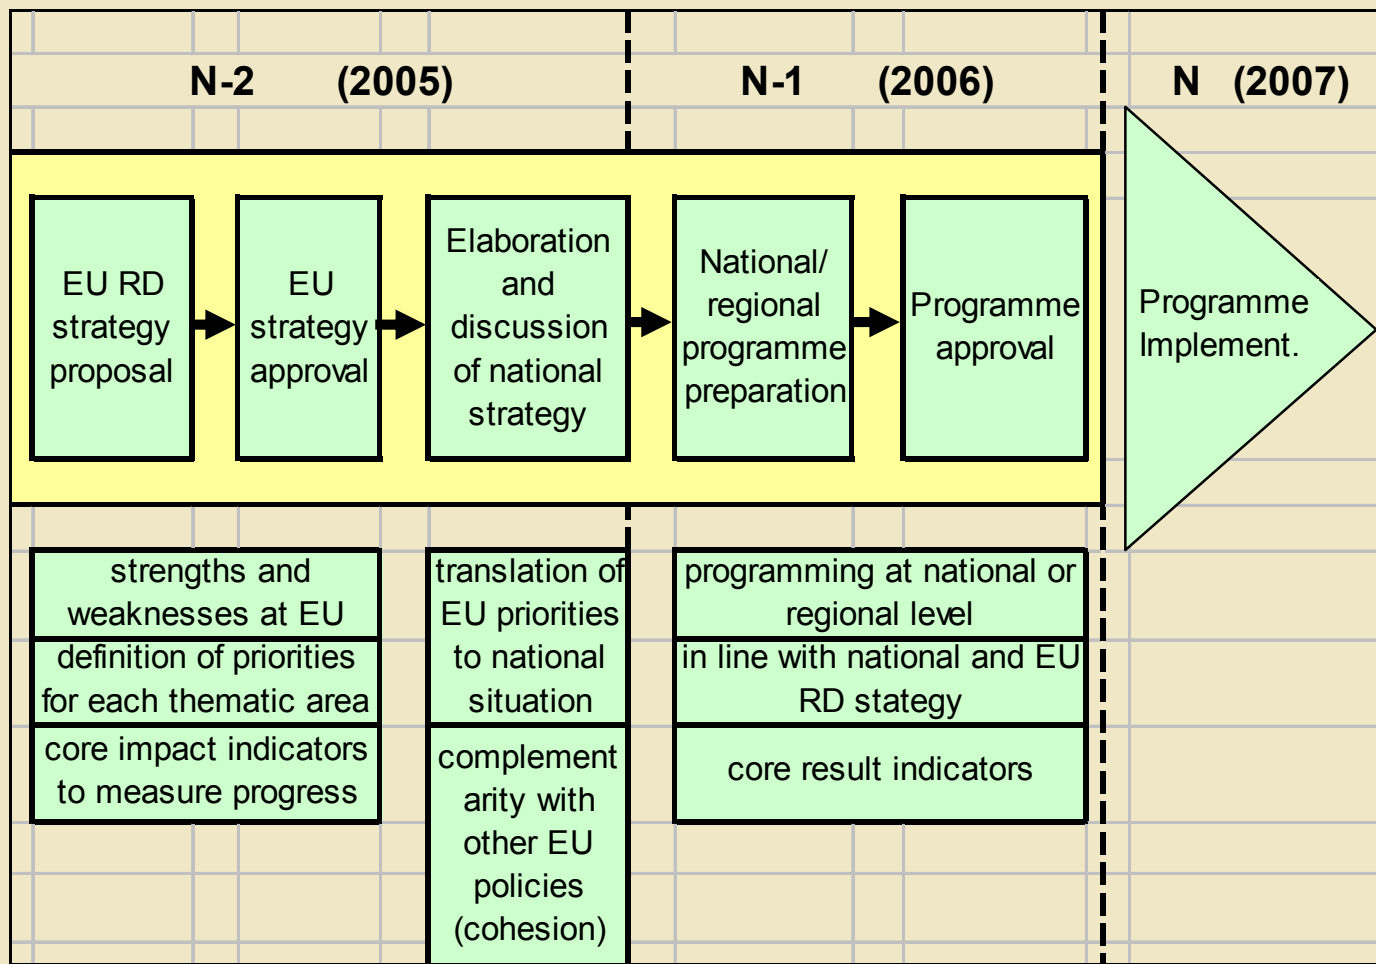 N-2 (2005)
N-1 (2006)
N (2007)
EU RD
strategy
proposal
EU
strategy
approval
Elaboration
and
discussion
of national
strategy
National/
regional
programme
preparation
Programme
approval
Programme
Implement.
strengths and
weaknesses at EU
definition of priorities
for each thematic area
core impact indicators
to measure progress
translation of
EU priorities
to national
situation
complement
arity with
other EU
policies
(cohesion)
programming at national or
regional level
in line with national and EU
RD stategy
core result indicators